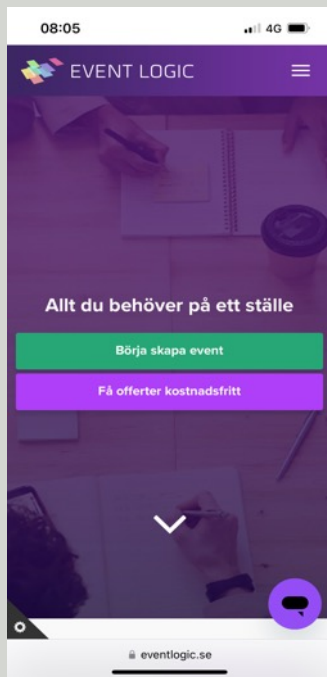 08:05
4G
EVENT LOGIC
Allt du behöver på ett ställe
Börja skapa event
Få offerter kostnadsfritt
eventlogic.se